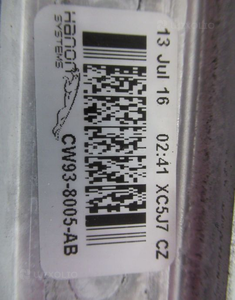 Hanon
SYSTEMS
13 Jul 16 02:41 XC5J7 CZ
CW93-8005-AB